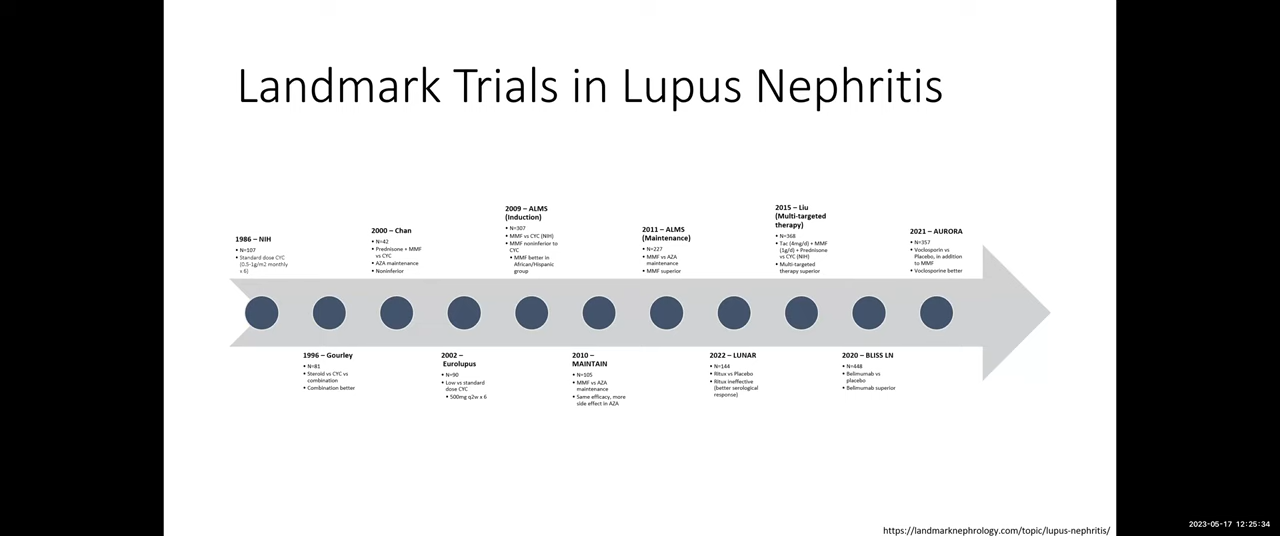 Landmark Trials in Lupus Nephritis
1986 – NIH
• N=107
• Standard dose CYC
(0.5-1g/m2 monthly
x 6)
1996 – Gourley
• N=81
• Steroid vs CYC vs
combination
• Combination better
2000 – Chan
• N=42
• Prednisone + MMF
vs CYC
• AZA maintenance
• Noninferior
2002 –
Eurolupus
• N=90
• Low vs standard
dose CYC
• 500mg q2w x 6
2009 – ALMS
(Induction)
• N=307
• MMF vs CYC (NIH)
• MMF noninferior to
CYC
• MMF better in
African/Hispanic
group
2010 –
MAINTAIN
• N=105
• MMF vs AZA
maintenance
• Same efficacy, more
side effect in AZA
2011 – ALMS
(Maintenance)
• N=227
• MMF vs AZA
maintenance
• MMF superior
2022 – LUNAR
• N=144
• Ritux vs Placebo
• Ritux ineffective
(better serological
response)
2015 – Liu
(Multi-targeted
therapy)
• N=368
• Tac (4mg/d) + MMF
(1g/d) + Prednisone
vs CYC (NIH)
• Multi-targeted
therapy superior
2020 – BLISS LN
• N=448
• Belimumab vs
placebo
• Belimumab superior
2021 – AURORA
• N=357
• Voclosporin vs
Placebo, in addition
to MMF
• Voclosporine better
https://landmarknephrology.com/topic/lupus-nephritis/
2023-05-17 12:25:34